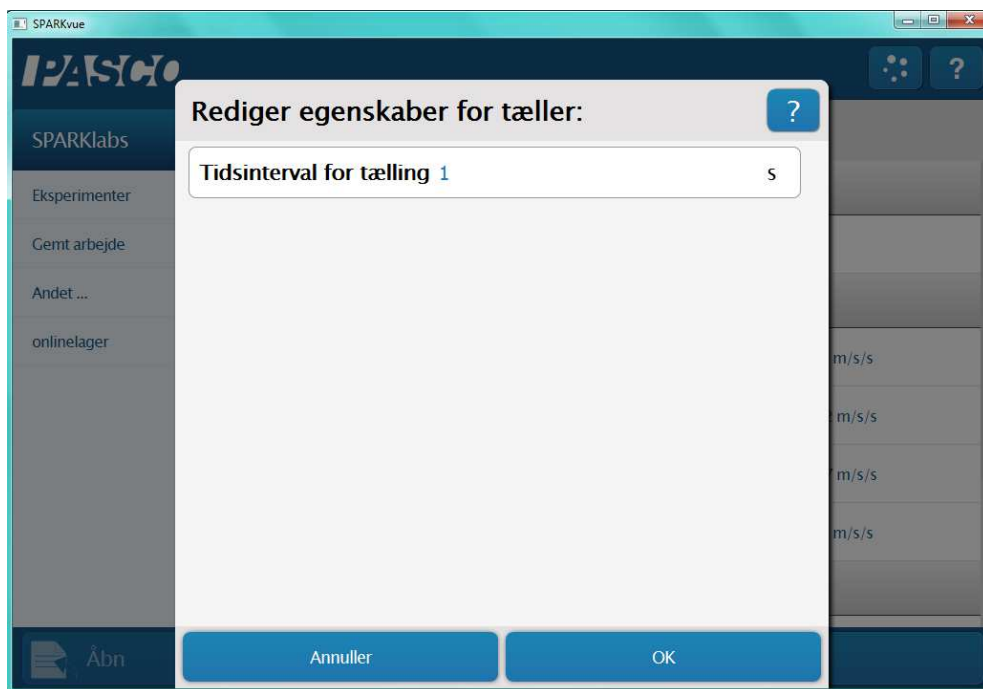 SPARKvue
PASCO
?
SPARKlabs
Eksperimenter
Gemt arbejde
Andet ...
onlinelager
Rediger egenskaber for tæller:
?
Tidsinterval for tælling 1 s
m/s/s
m/s/s
m/s/s
m/s/s
Åbn
Annuller
OK